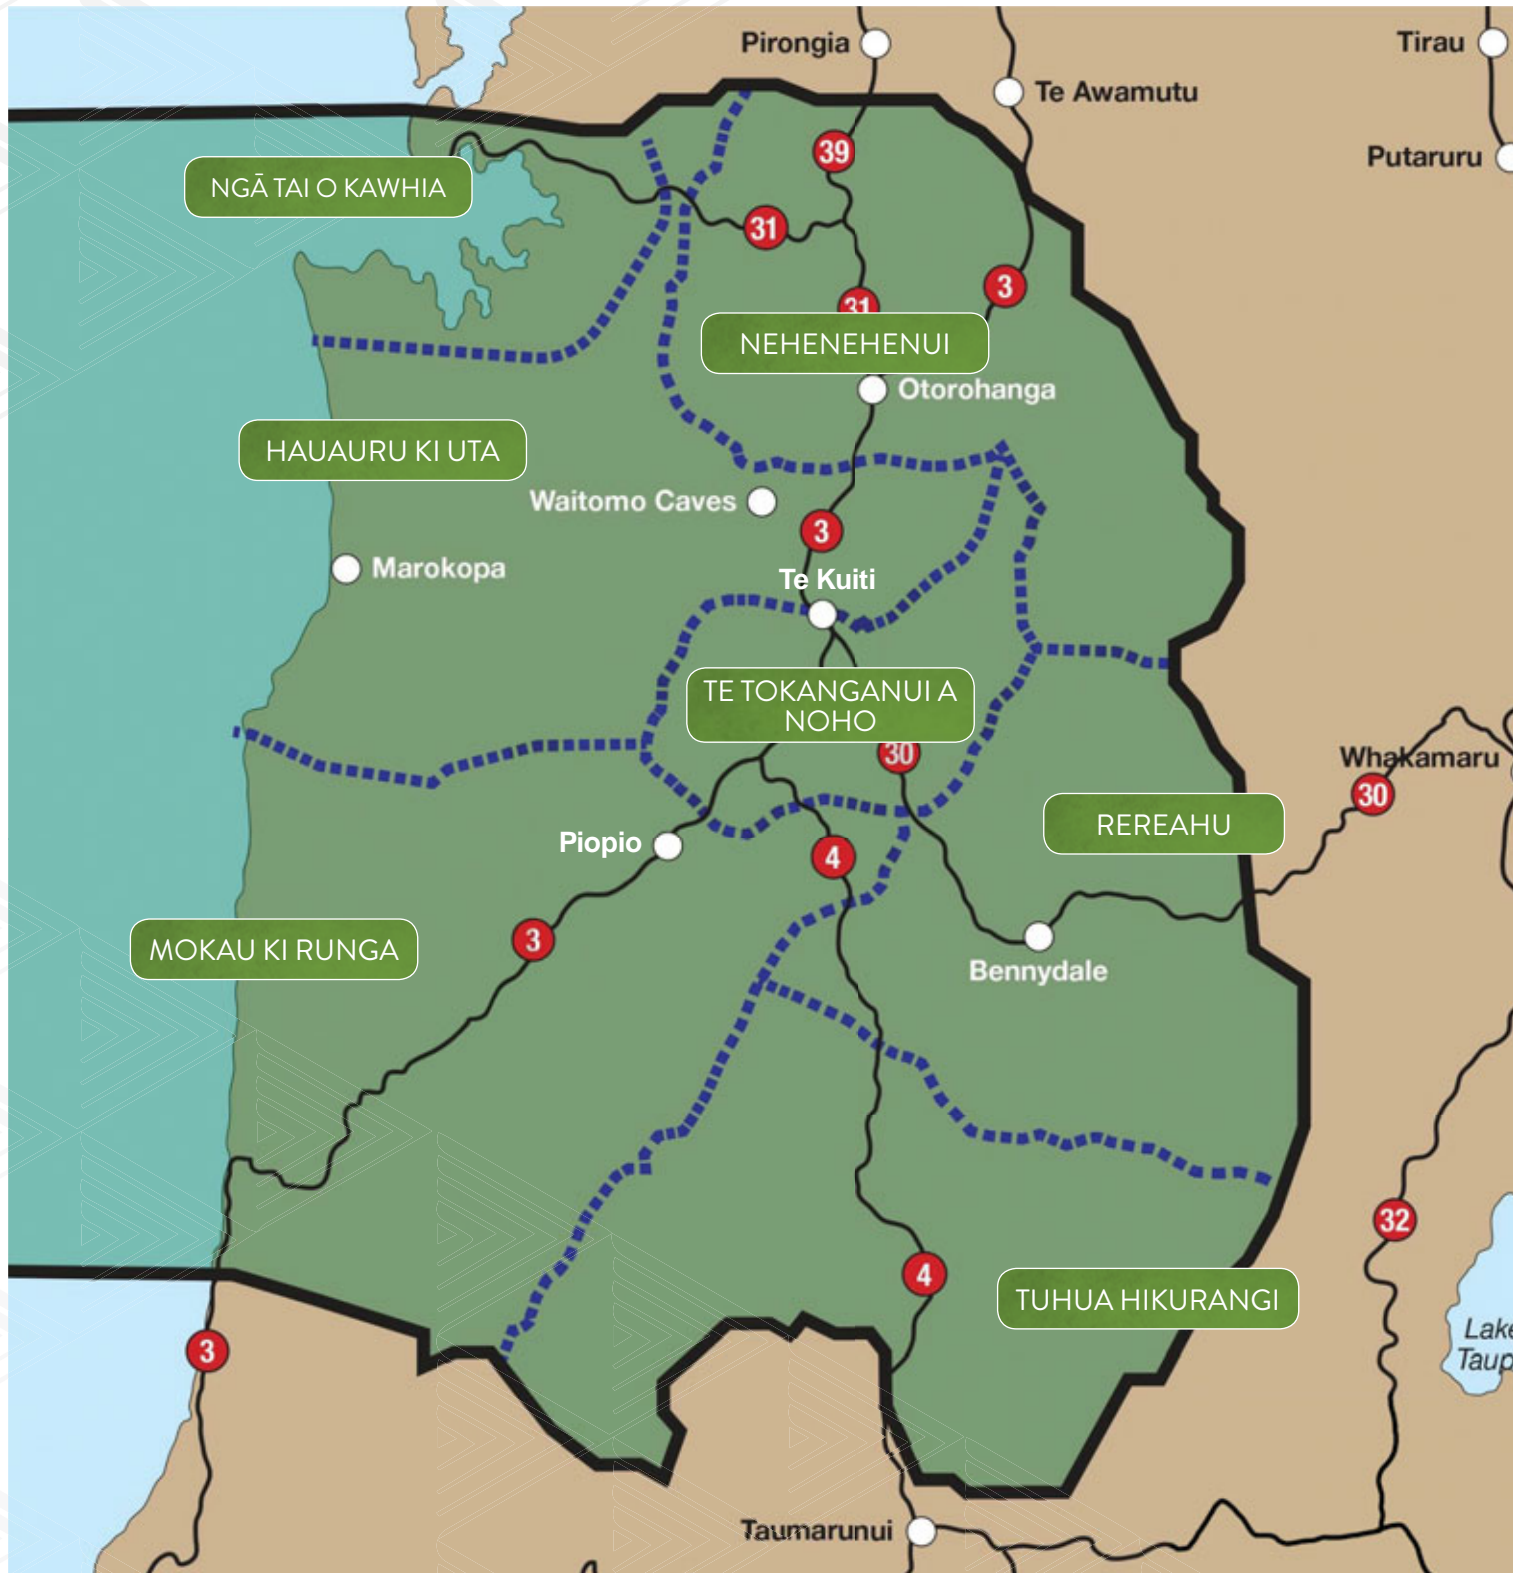 Pirongia
Tirau
Te Awamutu
39
Putaruru
NGĀ TAI O KAWHIA
31
3
31
NEHENEHENUI
Otorohanga
HAUAURU KI UTA
Waitomo Caves
3
Marokopa
Te Kuiti
TE TOKANGANUI A
NOHO
30
Whakamaru
30
REREAHU
Piopio
4
3
MOKAU KI RUNGA
Bennydale
32
4
TUHUA HIKURANGI
3
Lake
Taup
Taumarunui